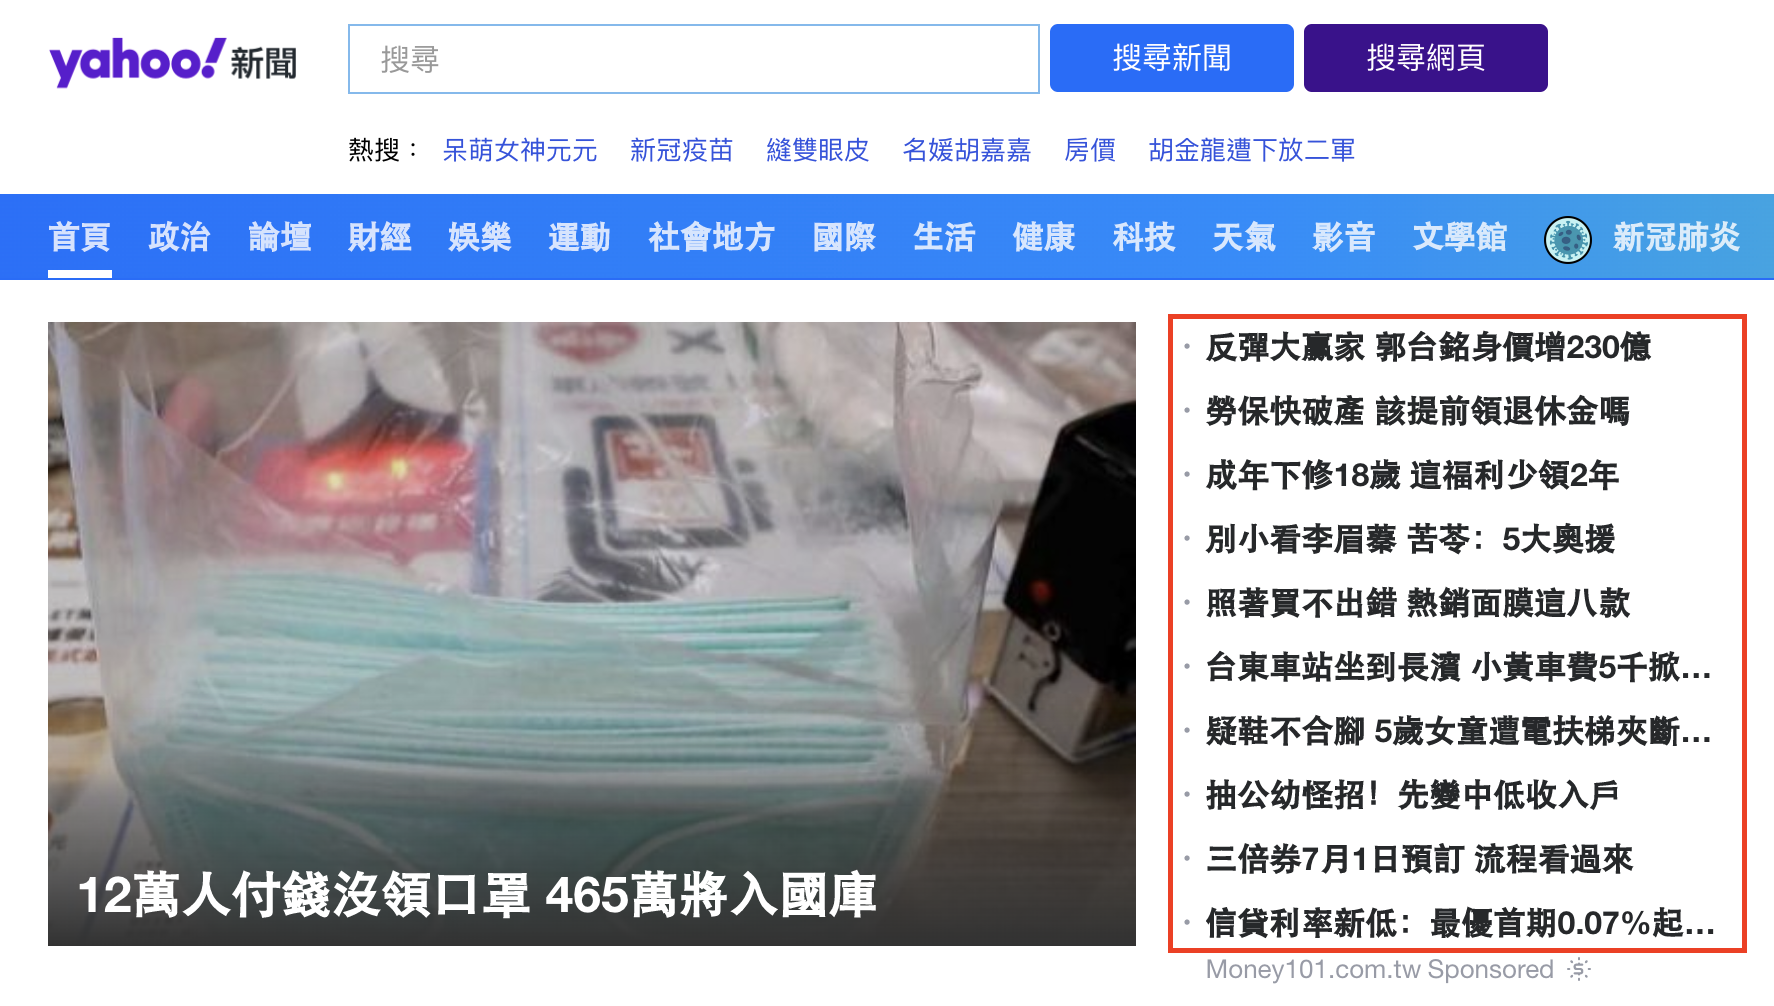 yahoo!新聞
搜尋
搜尋新聞
搜尋網頁
熱搜： 呆萌女神元元 新冠疫苗 縫雙眼皮 名媛胡嘉嘉 房價 胡金龍遭下放二軍
首頁 政治 論壇 財經 娛樂 運動 社會地方 國際 生活 健康 科技 天氣 影音 文學館 新冠肺炎
12萬人付錢沒領口罩 465萬將入國庫
· 反彈大贏家 郭台銘身價增230億
· 勞保快破產 該提前領退休金嗎
· 成年下修18歲 這福利少領2年
· 別小看李眉蓁 苦苓：5大奧援
· 照著買不出錯 熱銷面膜這八款
· 台東車站坐到長濱 小黃車費5千掀...
· 疑鞋不合腳 5歲女童遭電扶梯夾斷...
· 抽公幼怪招！先變中低收入戶
· 三倍券7月1日預訂 流程看過來
· 信貸利率新低：最優首期0.07%起...
Money101.com.tw Sponsored